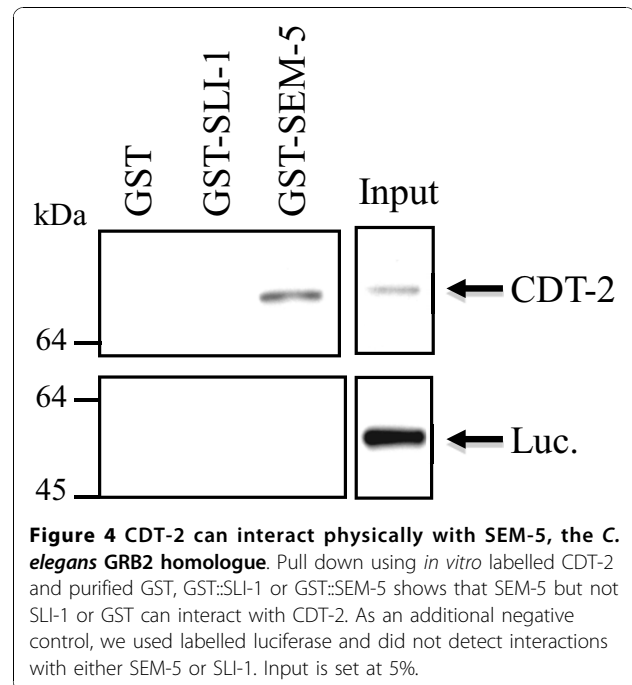 GST
GST-SLI-1
GST-SEM-5
Input
kDa
CDT-2
64
64
Luc.
45
Figure 4 CDT-2 can interact physically with SEM-5, the C.
elegans GRB2 homologue. Pull down using in vitro labelled CDT-2
and purified GST, GST::SLI-1 or GST::SEM-5 shows that SEM-5 but not
SLI-1 or GST can interact with CDT-2. As an additional negative
control, we used labelled luciferase and did not detect interactions
with either SEM-5 or SLI-1. Input is set at 5%.